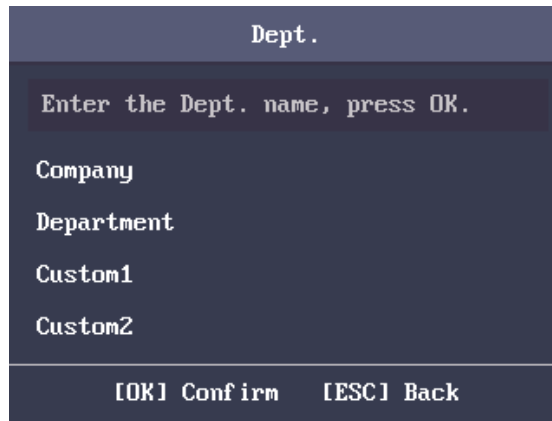 Dept.
Enter the Dept. name, press OK.
Company
Department
Custom1
Custom2
[OK] Confirm [ESC] Back